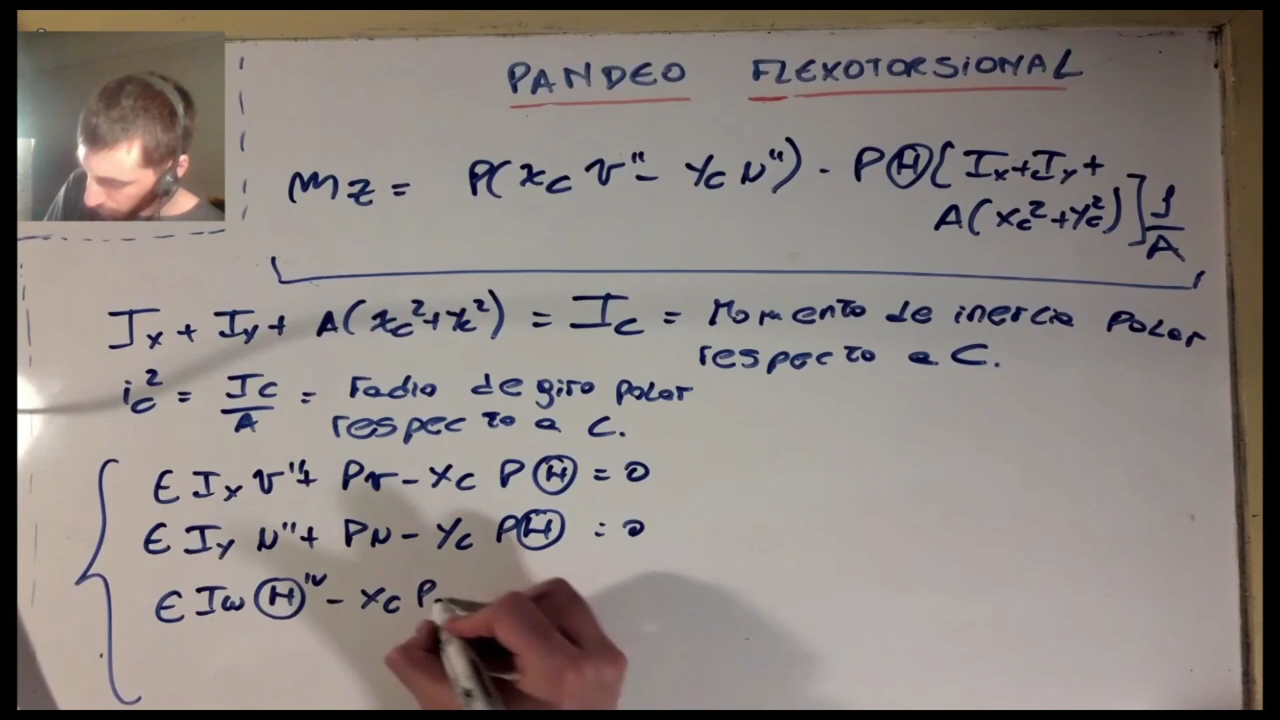 PANDEO FLEXOTORSIONAL
mz = P(xc v'' - yc u'') - PΘ[Ix+Iy+
A(xc²+yc²)] 1/A
Ix + Iy + A(xc²+yc²) = Ic = Momento de inercia polar
respecto a C.
ic² = Ic/A = radio de giro polar
respecto a C.
E Ix v'' + Pv - xc P Θ = 0
E Iy u'' + Pu - yc P Θ = 0
E Iω Θ^IV - xc P